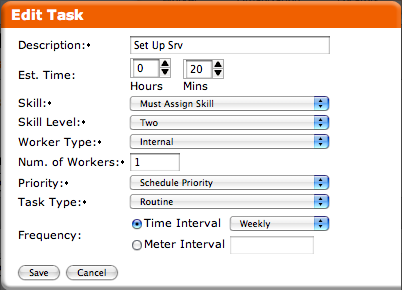 Edit Task
Description:♦ Set Up Srv
Est. Time: 0 20
Hours Mins
Skill:♦ Must Assign Skill
Skill Level:♦ Two
Worker Type:♦ Internal
Num. of Workers:♦ 1
Priority:♦ Schedule Priority
Task Type:♦ Routine
Frequency: Time Interval Weekly
Meter Interval
Save Cancel